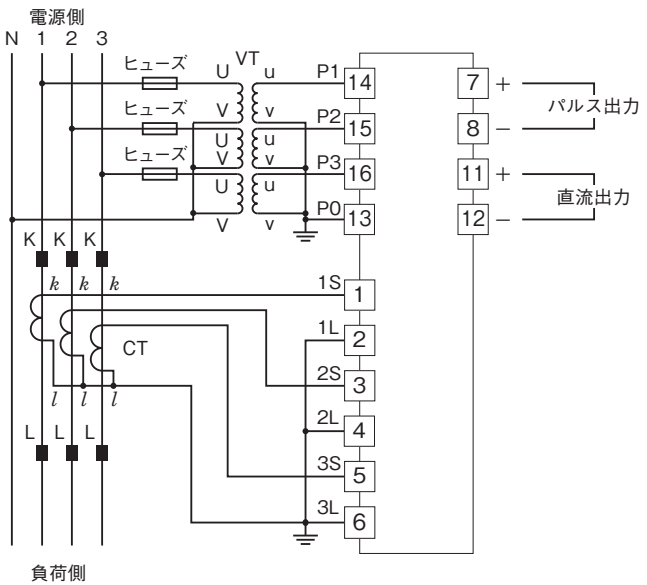 電源側
N 1 2 3
ヒューズ
U VT u P1 14 7 +
パルス出力
ヒューズ
V v P2 15 8 −
U u
ヒューズ
V v P3 16 11 +
U u
直流出力
V v P0 13 12 −
K K K
k k k 1S 1
1L 2
CT
2S 3
l l l
L L L
2L 4
3S 5
3L 6
負荷側